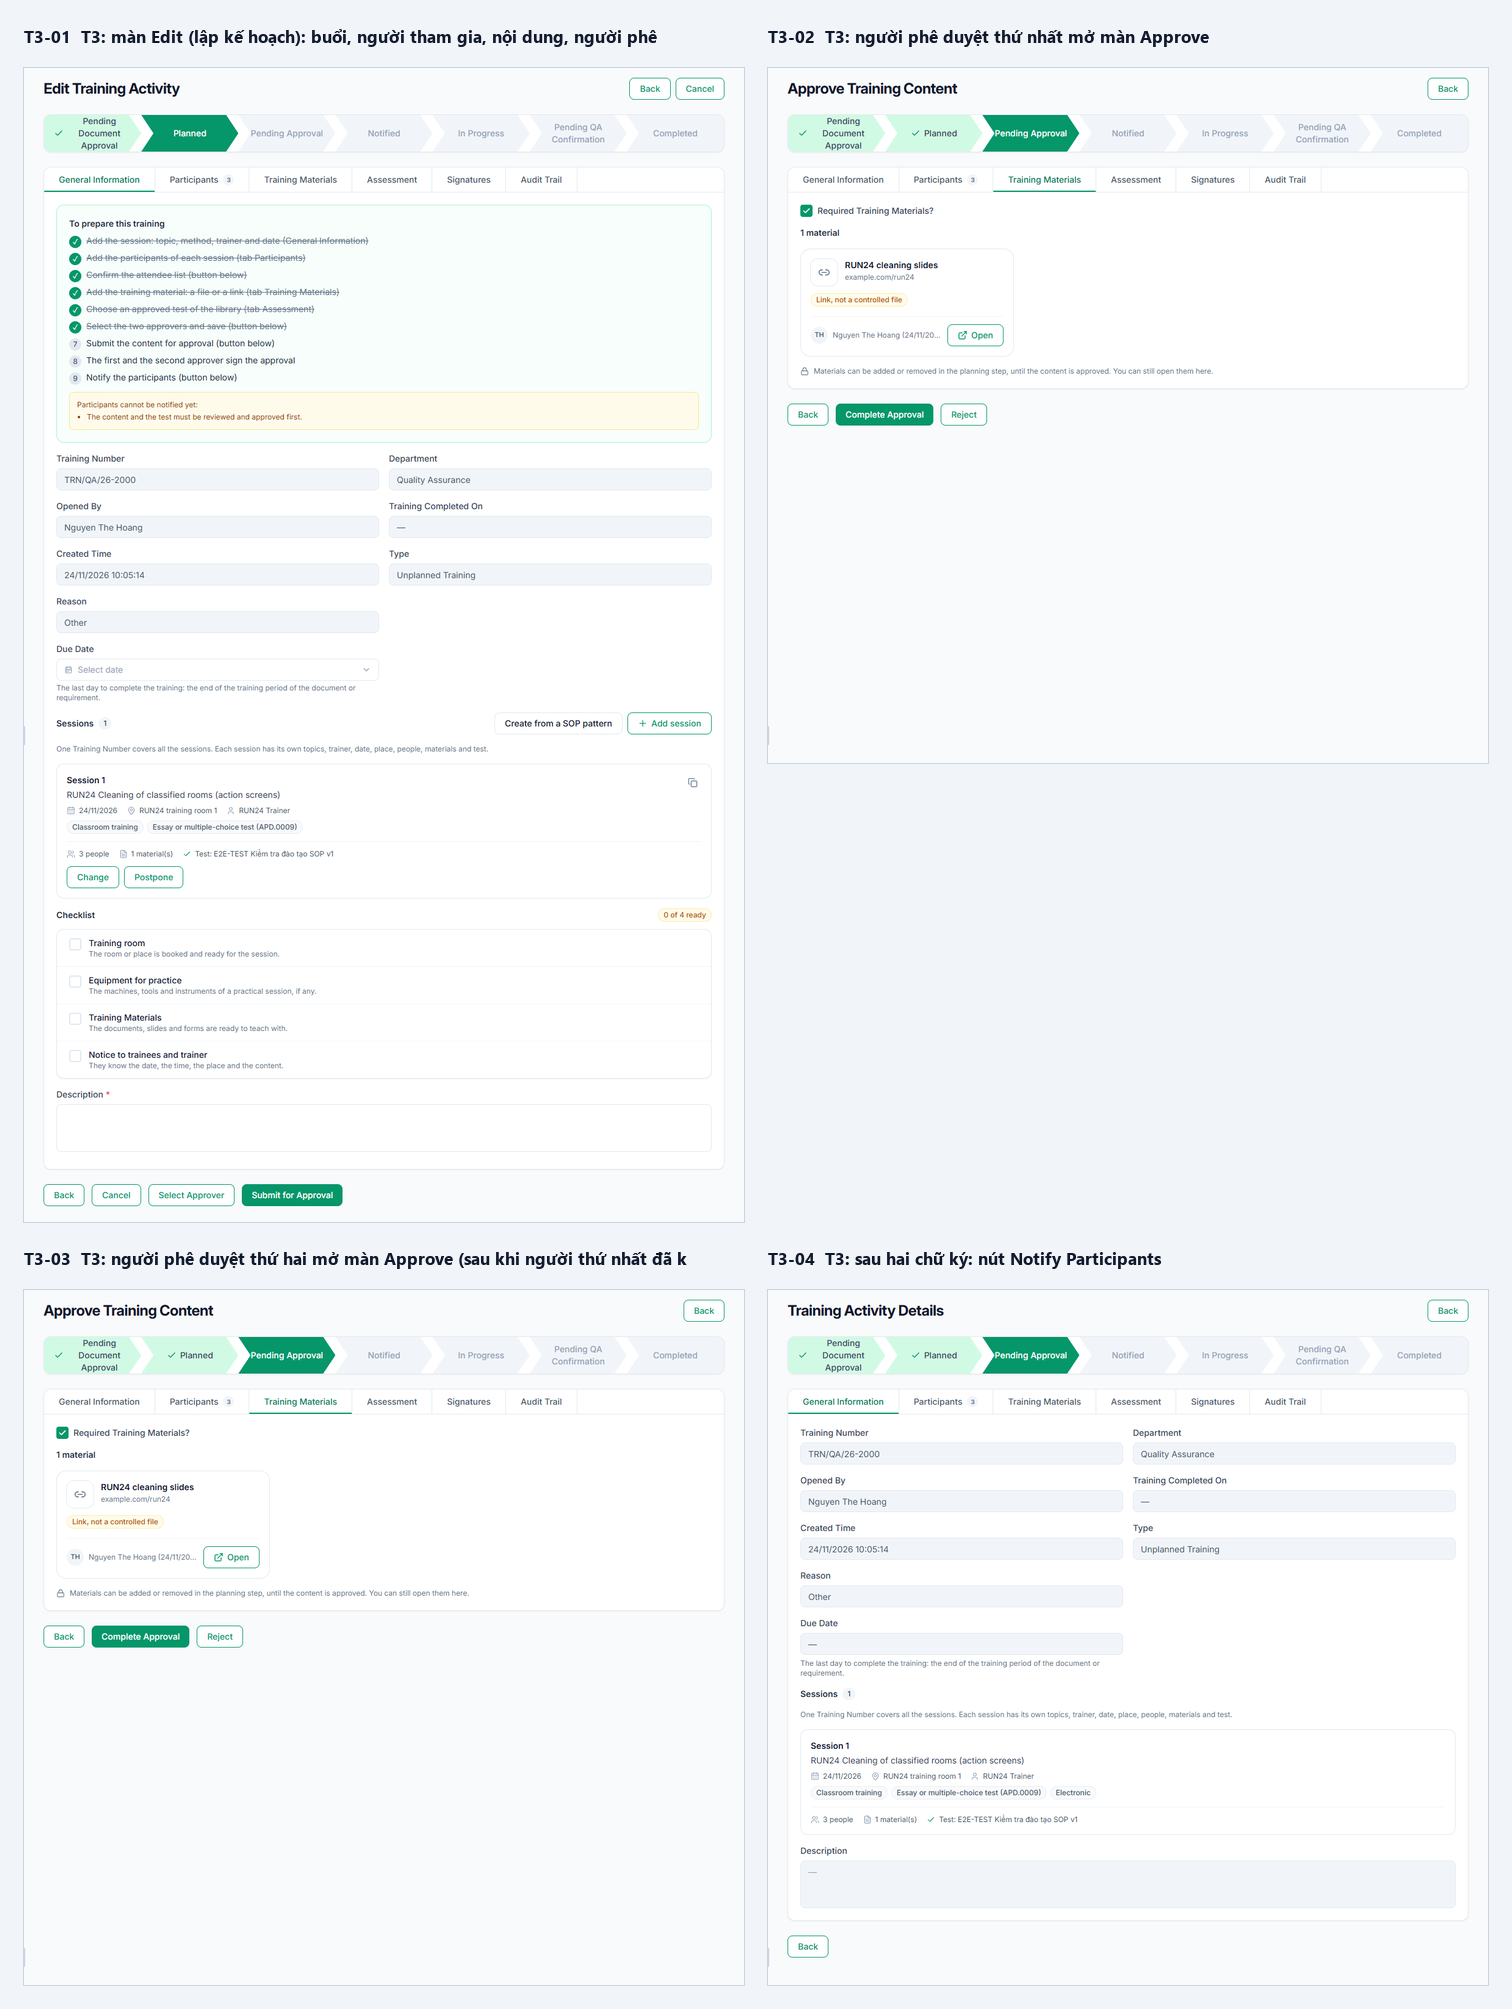 T3-01 T3: màn Edit (lập kế hoạch): buổi, người tham gia, nội dung, người phê
Edit Training Activity
Back
Cancel
Pending Document Approval
Planned
Pending Approval
Notified
In Progress
Pending QA Confirmation
Completed
General Information
Participants 3
Training Materials
Assessment
Signatures
Audit Trail
To prepare this training
Add the session: topic, method, trainer and date (General Information)
Add the participants of each session (tab Participants)
Confirm the attendee list (button below)
Add the training material: a file or a link (tab Training Materials)
Choose an approved test of the library (tab Assessment)
Select the two approvers and save (button below)
7 Submit the content for approval (button below)
8 The first and the second approver sign the approval
9 Notify the participants (button below)
Participants cannot be notified yet:
• The content and the test must be reviewed and approved first.
Training Number
TRN/QA/26-2000
Department
Quality Assurance
Opened By
Nguyen The Hoang
Training Completed On
—
Created Time
24/11/2026 10:05:14
Type
Unplanned Training
Reason
Other
Due Date
Select date
The last day to complete the training: the end of the training period of the document or
requirement.
Sessions 1
Create from a SOP pattern
+ Add session
One Training Number covers all the sessions. Each session has its own topics, trainer, date, place, people, materials and test.
Session 1
RUN24 Cleaning of classified rooms (action screens)
24/11/2026 RUN24 training room 1 RUN24 Trainer
Classroom training Essay or multiple-choice test (APD.0009)
3 people 1 material(s) Test: E2E-TEST Kiểm tra đào tạo SOP v1
Change
Postpone
Checklist
0 of 4 ready
Training room
The room or place is booked and ready for the session.
Equipment for practice
The machines, tools and instruments of a practical session, if any.
Training Materials
The documents, slides and forms are ready to teach with.
Notice to trainees and trainer
They know the date, the time, the place and the content.
Description *
Back
Cancel
Select Approver
Submit for Approval
T3-02 T3: người phê duyệt thứ nhất mở màn Approve
Approve Training Content
Back
Pending Document Approval
Planned
Pending Approval
Notified
In Progress
Pending QA Confirmation
Completed
General Information
Participants 3
Training Materials
Assessment
Signatures
Audit Trail
Required Training Materials?
1 material
RUN24 cleaning slides
example.com/run24
Link, not a controlled file
TH Nguyen The Hoang (24/11/20...
Open
Materials can be added or removed in the planning step, until the content is approved. You can still open them here.
Back
Complete Approval
Reject
T3-03 T3: người phê duyệt thứ hai mở màn Approve (sau khi người thứ nhất đã k
Approve Training Content
Back
Pending Document Approval
Planned
Pending Approval
Notified
In Progress
Pending QA Confirmation
Completed
General Information
Participants 3
Training Materials
Assessment
Signatures
Audit Trail
Required Training Materials?
1 material
RUN24 cleaning slides
example.com/run24
Link, not a controlled file
TH Nguyen The Hoang (24/11/20...
Open
Materials can be added or removed in the planning step, until the content is approved. You can still open them here.
Back
Complete Approval
Reject
T3-04 T3: sau hai chữ ký: nút Notify Participants
Training Activity Details
Back
Pending Document Approval
Planned
Pending Approval
Notified
In Progress
Pending QA Confirmation
Completed
General Information
Participants 3
Training Materials
Assessment
Signatures
Audit Trail
Training Number
TRN/QA/26-2000
Department
Quality Assurance
Opened By
Nguyen The Hoang
Training Completed On
—
Created Time
24/11/2026 10:05:14
Type
Unplanned Training
Reason
Other
Due Date
—
The last day to complete the training: the end of the training period of the document or
requirement.
Sessions 1
One Training Number covers all the sessions. Each session has its own topics, trainer, date, place, people, materials and test.
Session 1
RUN24 Cleaning of classified rooms (action screens)
24/11/2026 RUN24 training room 1 RUN24 Trainer
Classroom training Essay or multiple-choice test (APD.0009) Electronic
3 people 1 material(s) Test: E2E-TEST Kiểm tra đào tạo SOP v1
Description
—
Back